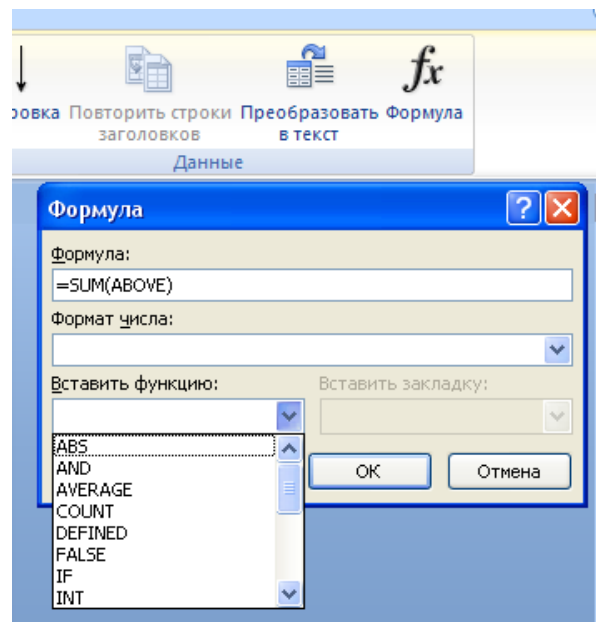 fx
ровка Повторить строки Преобразовать Формула
заголовков в текст
Данные
Формула
Формула:
=SUM(ABOVE)
Формат числа:
Вставить функцию: Вставить закладку:
ABS
AND
AVERAGE
COUNT
DEFINED
FALSE
IF
INT
ОК Отмена